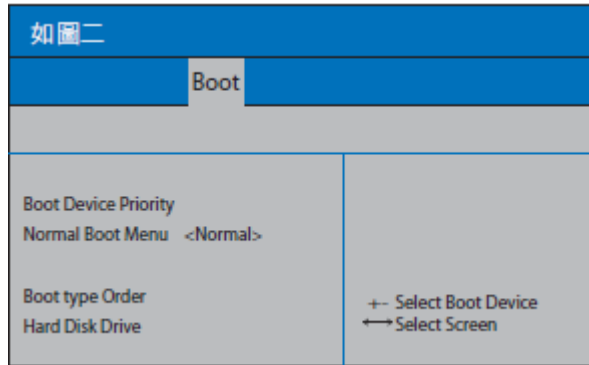 如圖二
Boot
Boot Device Priority
Normal Boot Menu <Normal>
Boot type Order
Hard Disk Drive
+- Select Boot Device
←→ Select Screen